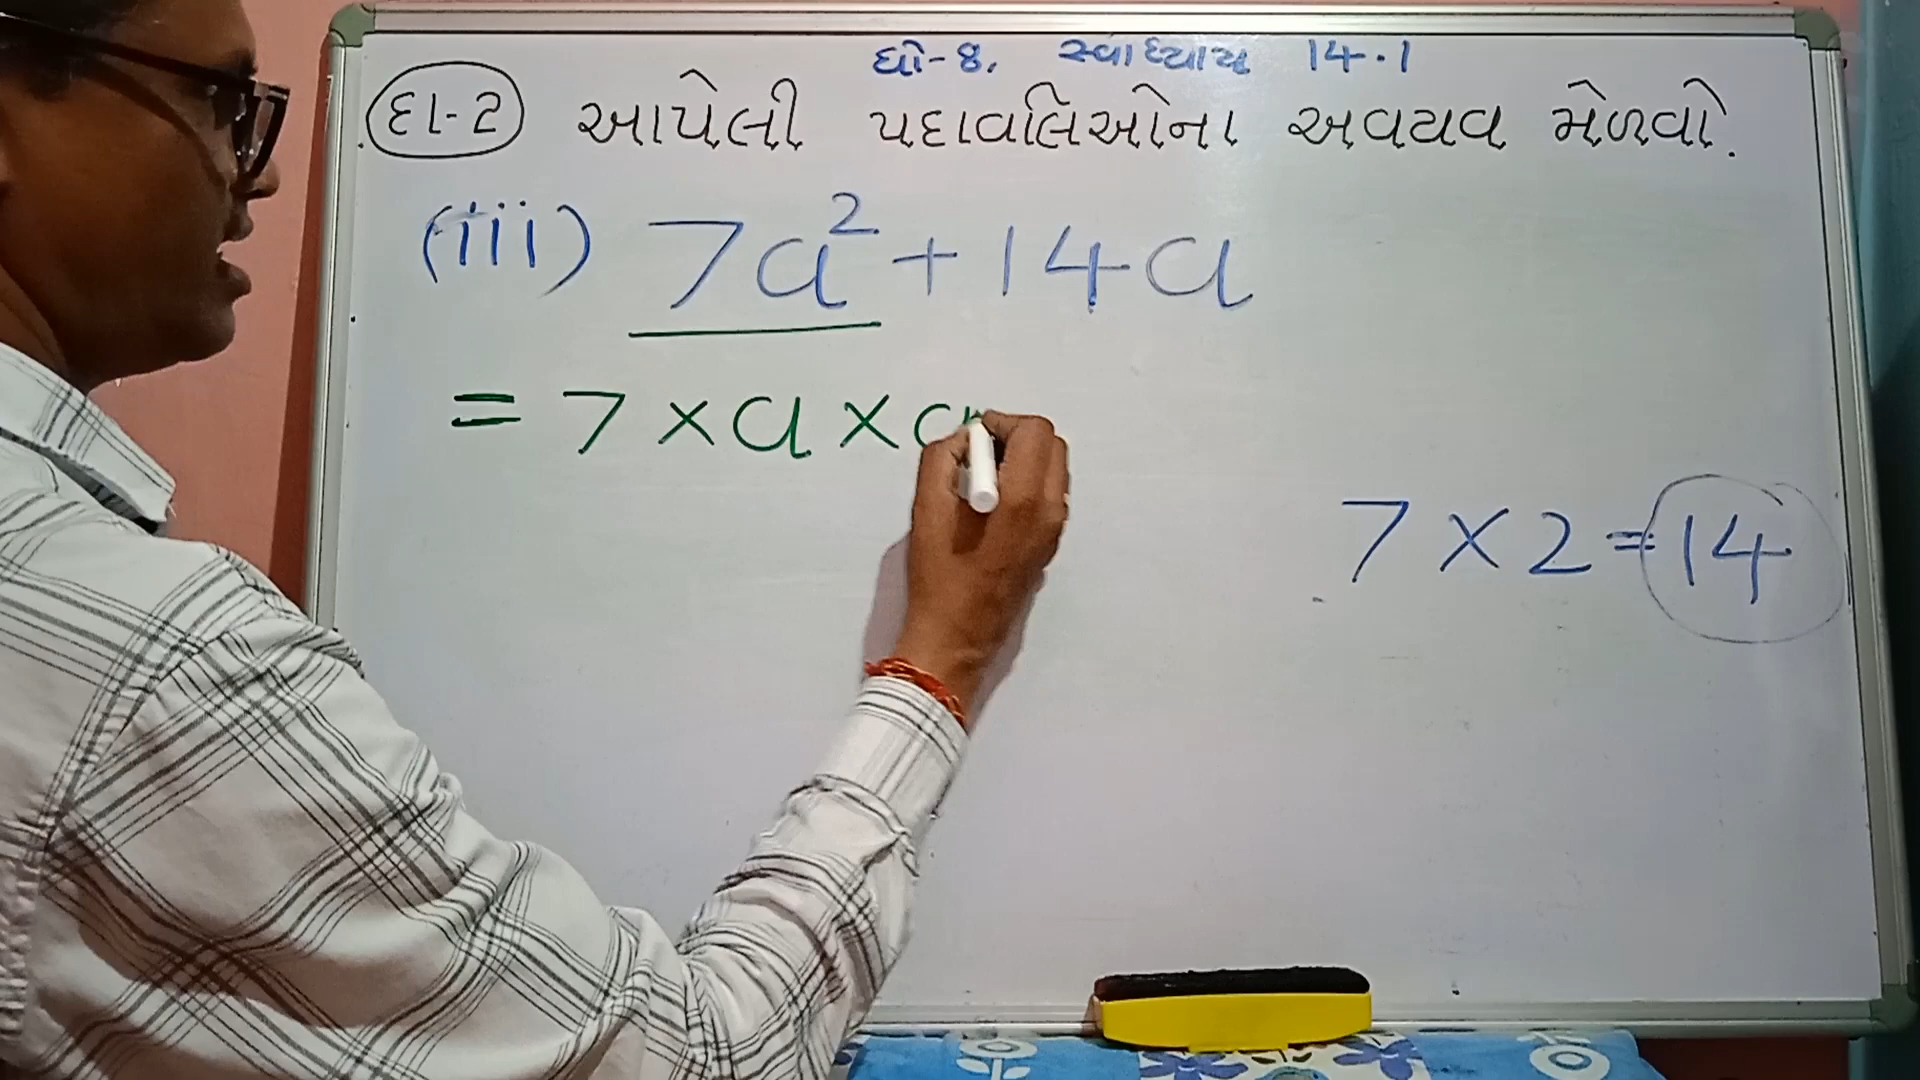 ધો-8. સ્વાધ્યાય 14.1
દા-2 આપેલી પદાવલિઓના અવયવ મેળવો.
(iii) 7a² + 14a
= 7 × a × a
7 × 2 = 14